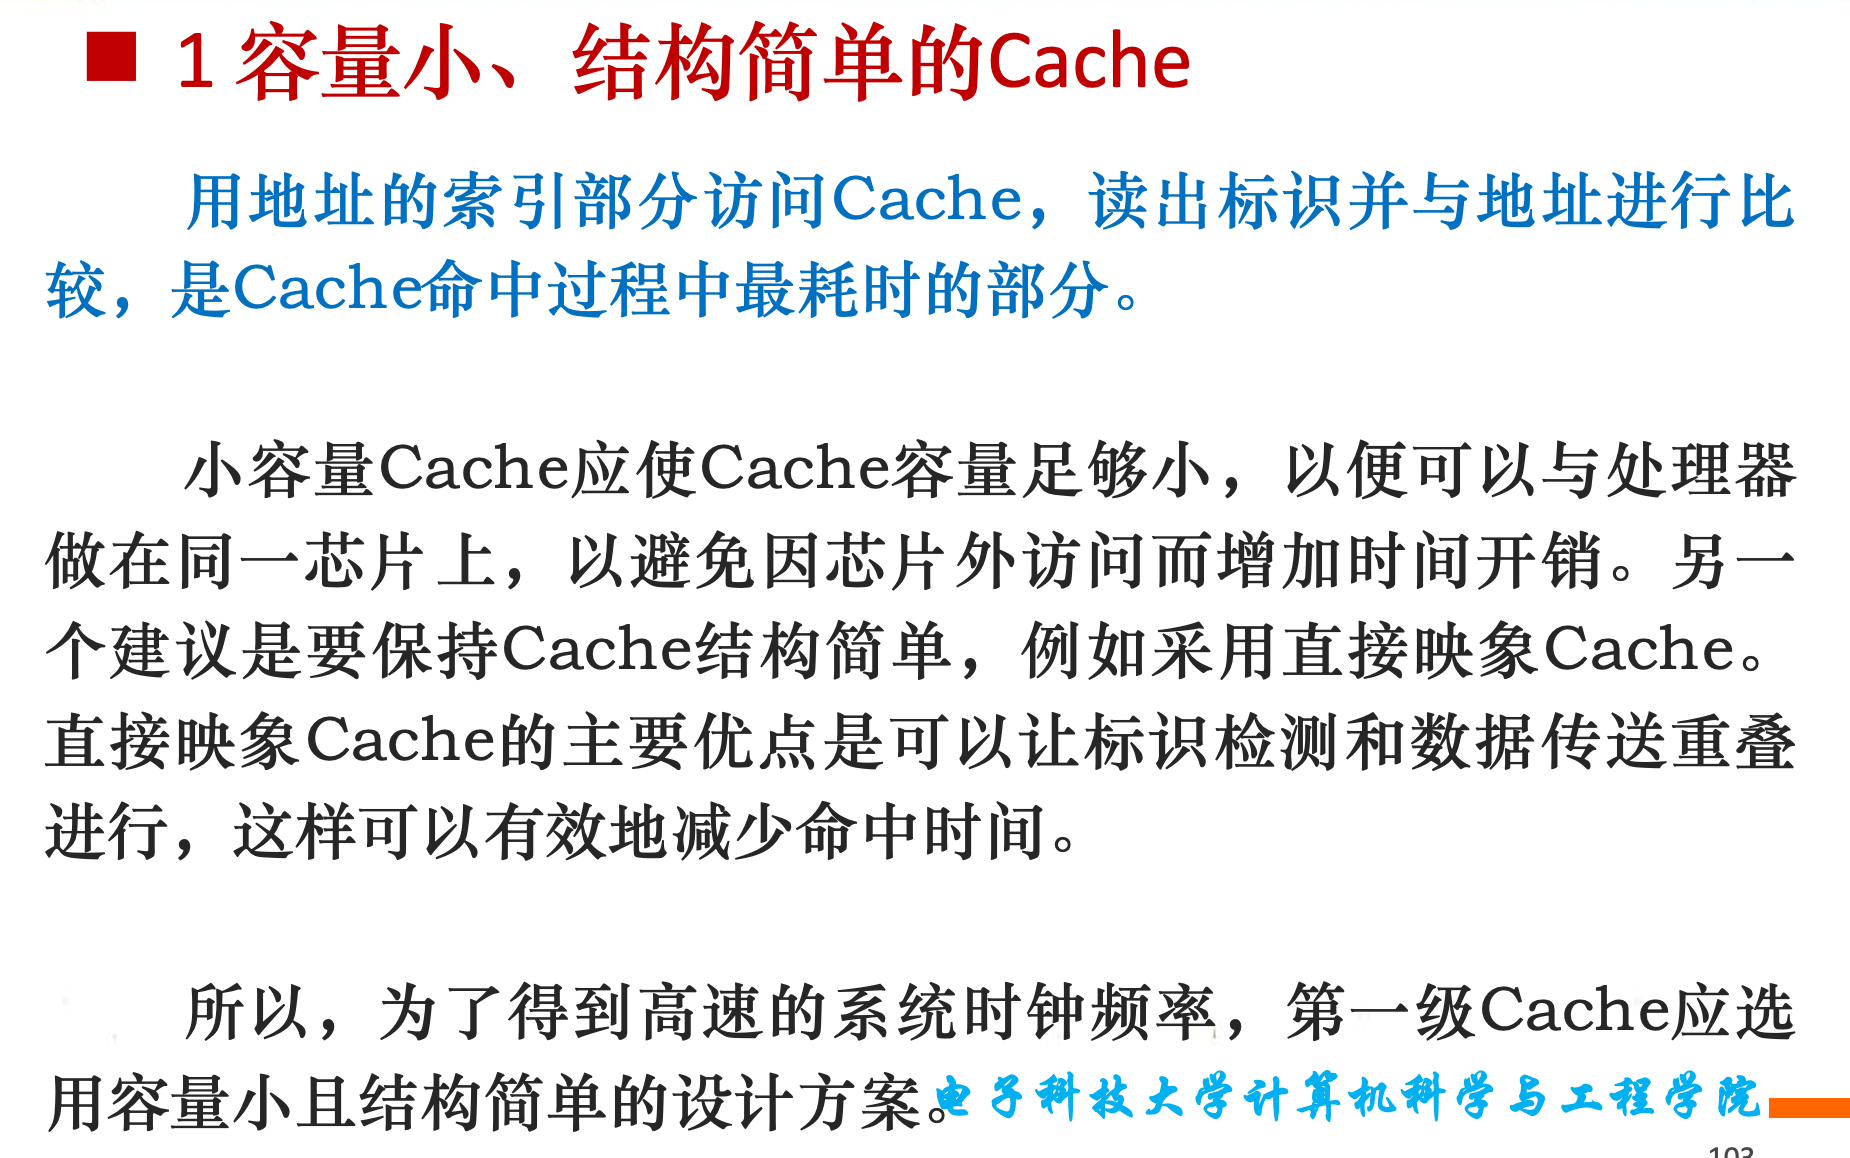 ■ 1 容量小、结构简单的Cache
用地址的索引部分访问Cache，读出标识并与地址进行比
较，是Cache命中过程中最耗时的部分。
小容量Cache应使Cache容量足够小，以便可以与处理器
做在同一芯片上，以避免因芯片外访问而增加时间开销。另一
个建议是要保持Cache结构简单，例如采用直接映象Cache。
直接映象Cache的主要优点是可以让标识检测和数据传送重叠
进行，这样可以有效地减少命中时间。
所以，为了得到高速的系统时钟频率，第一级Cache应选
用容量小且结构简单的设计方案。
电子科技大学计算机科学与工程学院
103